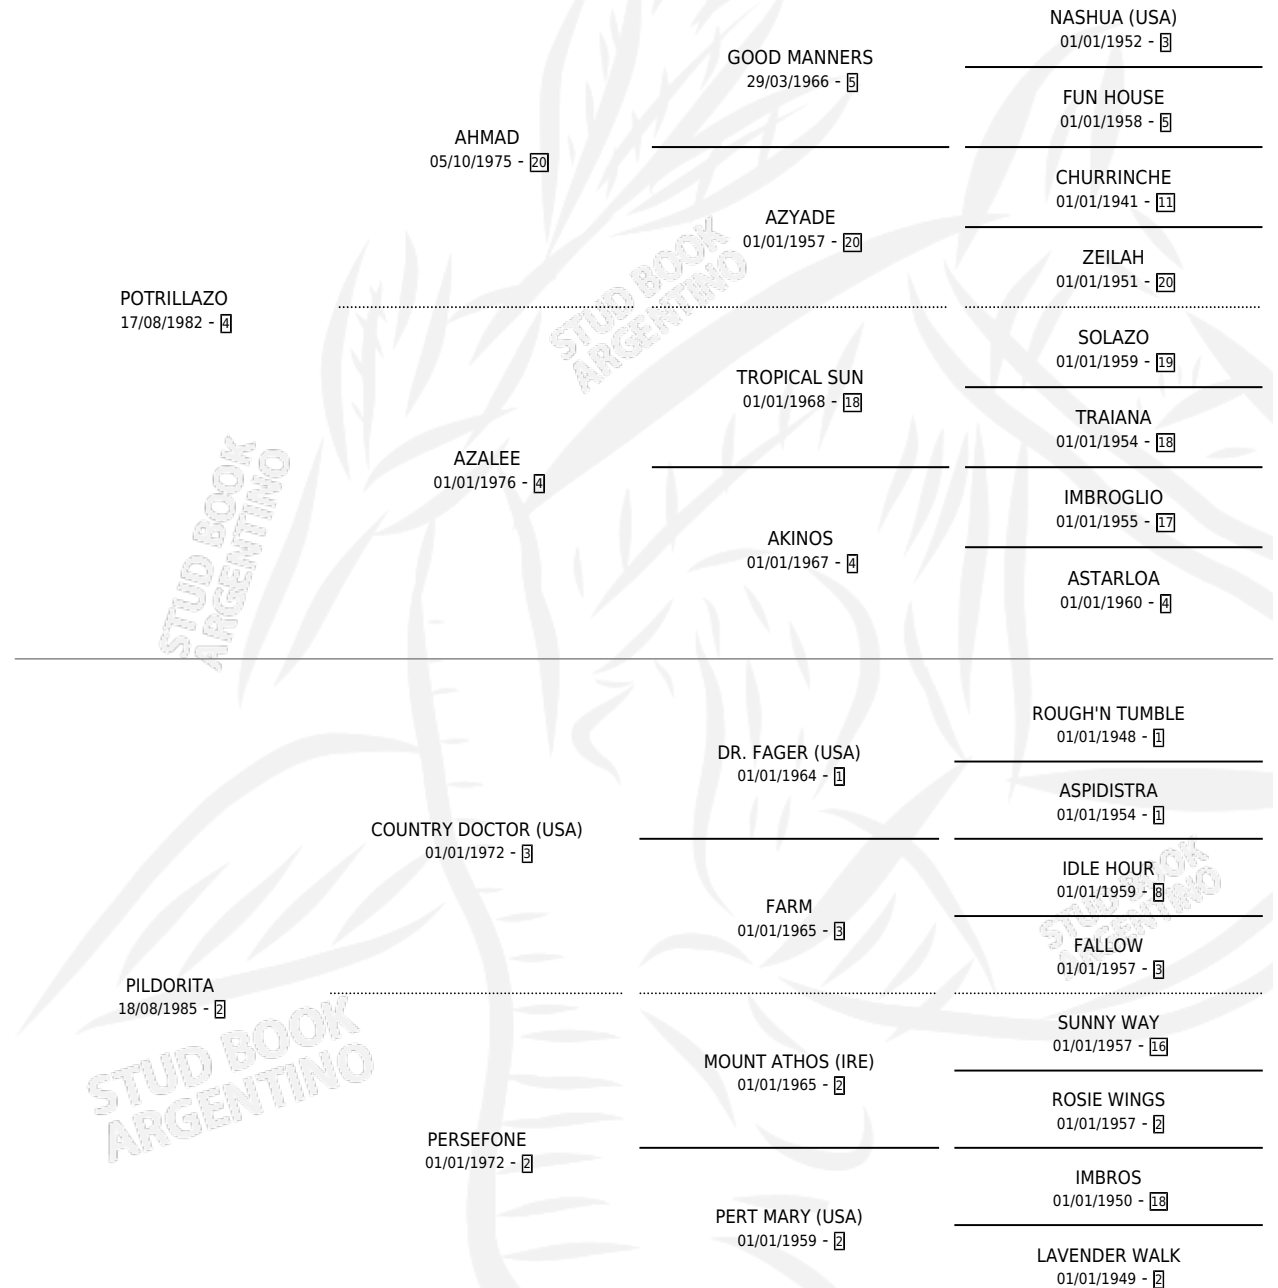 NASHUA (USA)
01/01/1952 - 3
GOOD MANNERS
29/03/1966 - 5
FUN HOUSE
01/01/1958 - 5
AHMAD
05/10/1975 - 20
CHURRINCHE
01/01/1941 - 11
AZYADE
01/01/1957 - 20
ZEILAH
01/01/1951 - 20
POTRILLAZO
17/08/1982 - 4
STUD BOOK
ARGENTINO
SOLAZO
01/01/1959 - 19
TROPICAL SUN
01/01/1968 - 18
TRAIANA
01/01/1954 - 18
AZALEE
01/01/1976 - 4
IMBROGLIO
01/01/1955 - 17
AKINOS
01/01/1967 - 4
ASTARLOA
01/01/1960 - 4
STUD BOOK
ARGENTINO
ROUGH'N TUMBLE
01/01/1948 - 1
DR. FAGER (USA)
01/01/1964 - 1
ASPIDISTRA
01/01/1954 - 1
COUNTRY DOCTOR (USA)
01/01/1972 - 3
IDLE HOUR
01/01/1959 - 8
FARM
01/01/1965 - 3
FALLOW
01/01/1957 - 3
STUD BOOK
ARGENTINO
PILDORITA
18/08/1985 - 2
SUNNY WAY
01/01/1957 - 16
MOUNT ATHOS (IRE)
01/01/1965 - 2
ROSIE WINGS
01/01/1957 - 2
STUD BOOK
ARGENTINO
PERSEFONE
01/01/1972 - 2
IMBROS
01/01/1950 - 18
PERT MARY (USA)
01/01/1959 - 2
LAVENDER WALK
01/01/1949 - 2